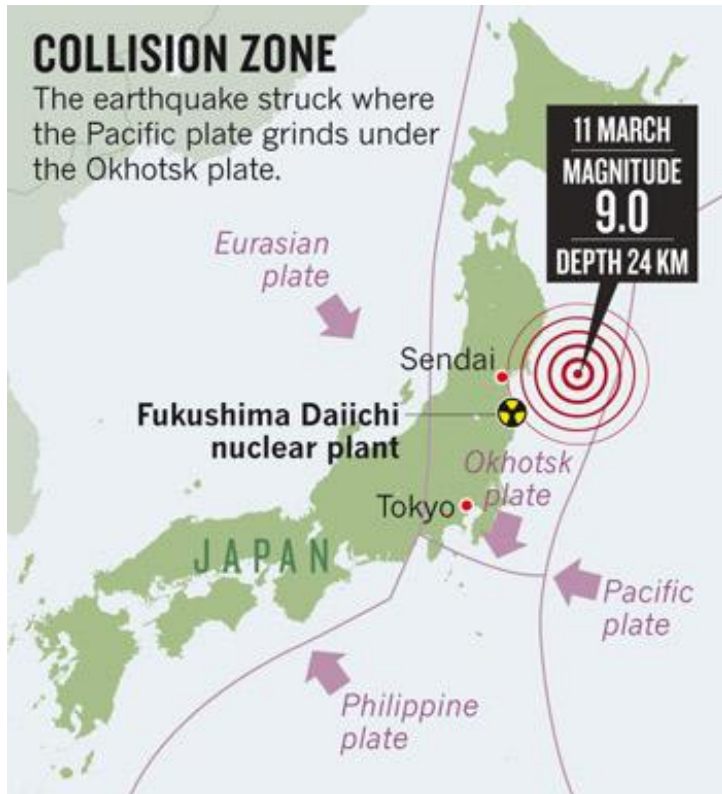 COLLISION ZONE
The earthquake struck where
the Pacific plate grinds under
the Okhotsk plate.
11 MARCH
MAGNITUDE
9.0
DEPTH 24 KM
Eurasian
plate
Sendai
Fukushima Daiichi
nuclear plant
Okhotsk
plate
Tokyo
JAPAN
Pacific
plate
Philippine
plate